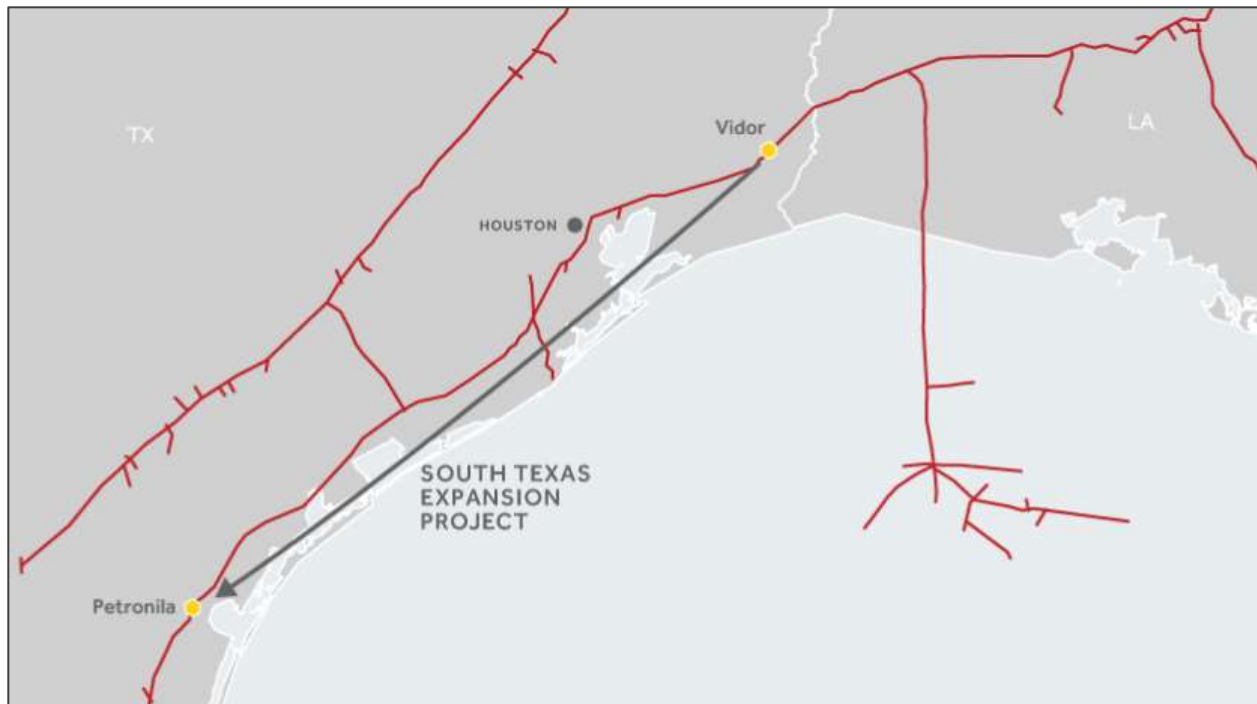 TX
Vidor
LA
HOUSTON
SOUTH TEXAS
EXPANSION
PROJECT
Petronila